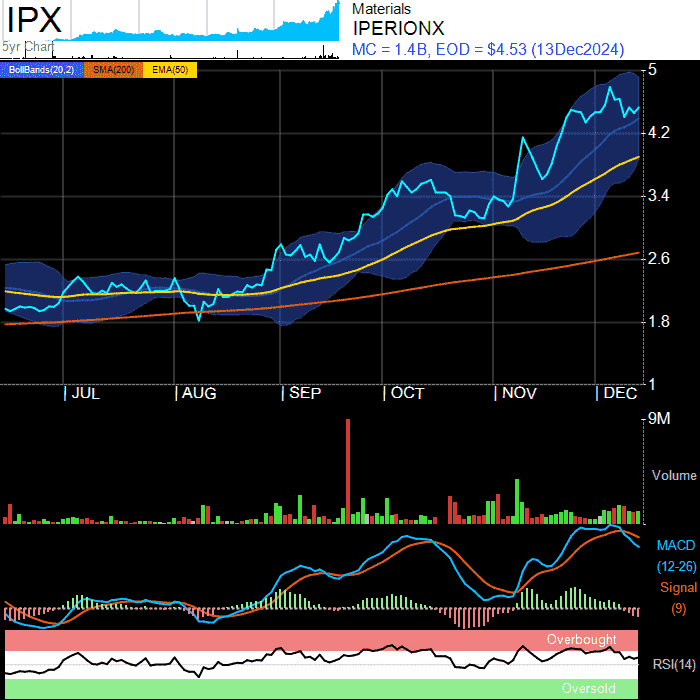 IPX
5yr Chart
Materials
IPERIONX
MC = 1.4B, EOD = $4.53 (13Dec2024)
BollBands(20,2) SMA(200) EMA(50)
5
4.2
3.4
2.6
1.8
1
JUL AUG SEP OCT NOV DEC
9M
Volume
MACD
(12-26)
Signal
(9)
Overbought
RSI(14)
Oversold